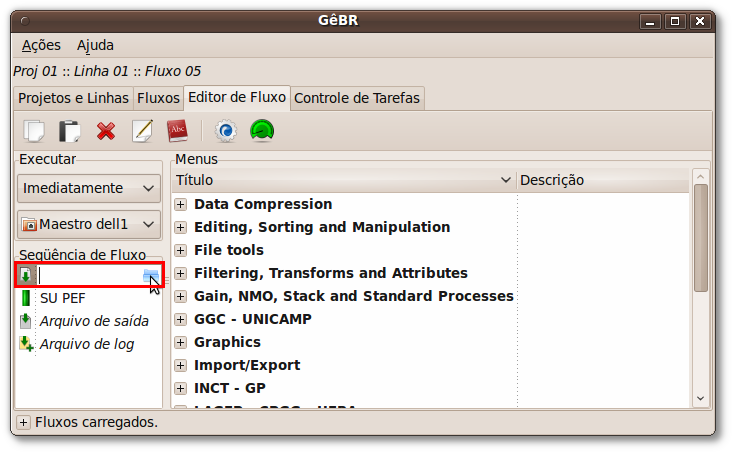 GêBR
Ações Ajuda
Proj 01 :: Linha 01 :: Fluxo 05
Projetos e Linhas Fluxos Editor de Fluxo Controle de Tarefas
Abc
Executar
Imediatamente
Maestro dell1
Seqüência de Fluxo
SU PEF
Arquivo de saída
Arquivo de log
Menus
Título Descrição
Data Compression
Editing, Sorting and Manipulation
File tools
Filtering, Transforms and Attributes
Gain, NMO, Stack and Standard Processes
GGC - UNICAMP
Graphics
Import/Export
INCT - GP
Fluxos carregados.